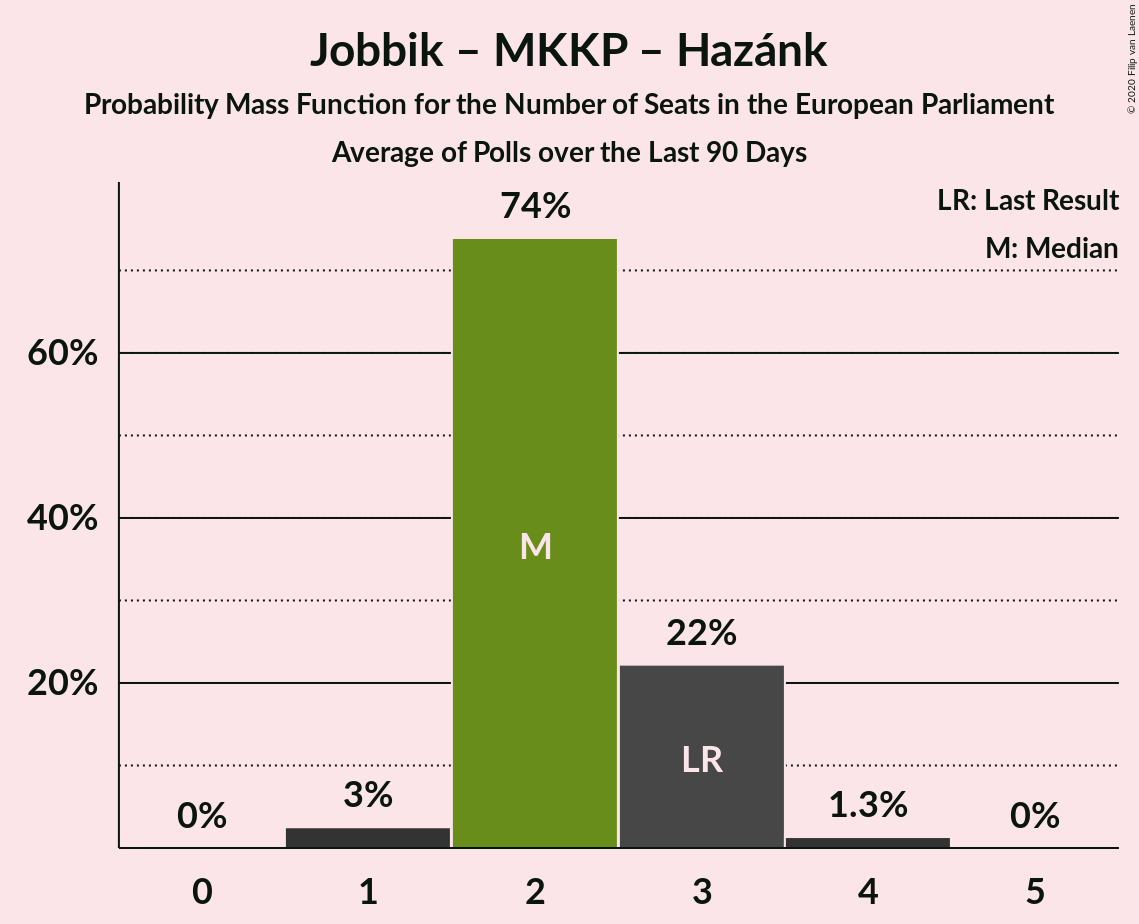 Jobbik – MKKP – Hazánk
Probability Mass Function for the Number of Seats in the European Parliament
Average of Polls over the Last 90 Days
© 2020 Filip van Laenen
LR: Last Result
M: Median
74%
60%
M
40%
22%
20%
LR
3%
1.3%
0%
0%
0 1 2 3 4 5